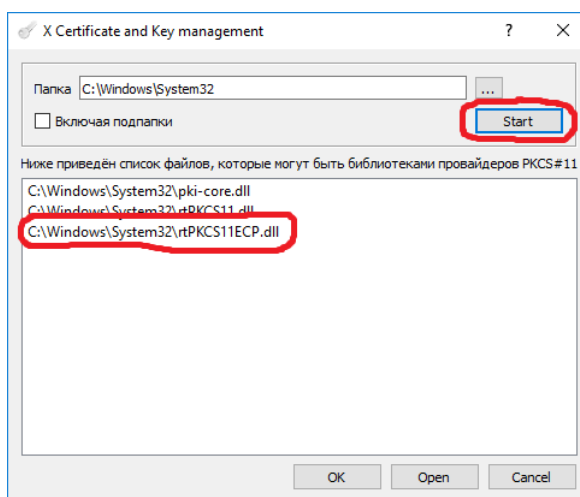 X Certificate and Key management ?
Папка C:\Windows\System32 ...
Включая подпапки Start
Ниже приведён список файлов, которые могут быть библиотеками провайдеров PKCS#11
C:\Windows\System32\pki-core.dll
C:\Windows\System32\rtPKCS11.dll
C:\Windows\System32\rtPKCS11ECP.dll
OK Open Cancel